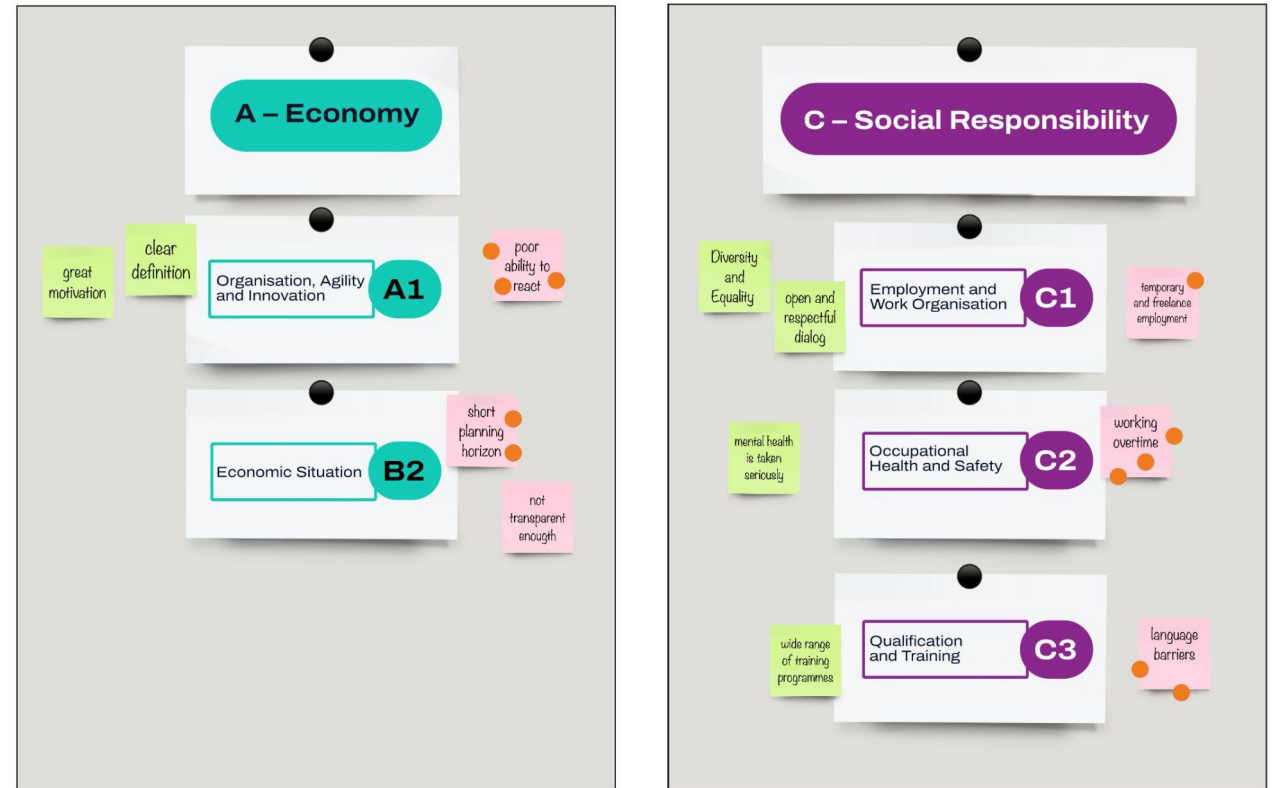 A – Economy
great
motivation
clear
definition
Organisation, Agility
and Innovation
A1
poor
ability to
react
Economic Situation
B2
short
planning
horizon
not
transparent
enougth
C – Social Responsibility
Diversity
and
Equality
open and
respectful
dialog
Employment and
Work Organisation
C1
temporary
and freelance
employment
mental health
is taken
seriously
Occupational
Health and Safety
C2
working
overtime
wide range
of training
programmes
Qualification
and Training
C3
language
barriers